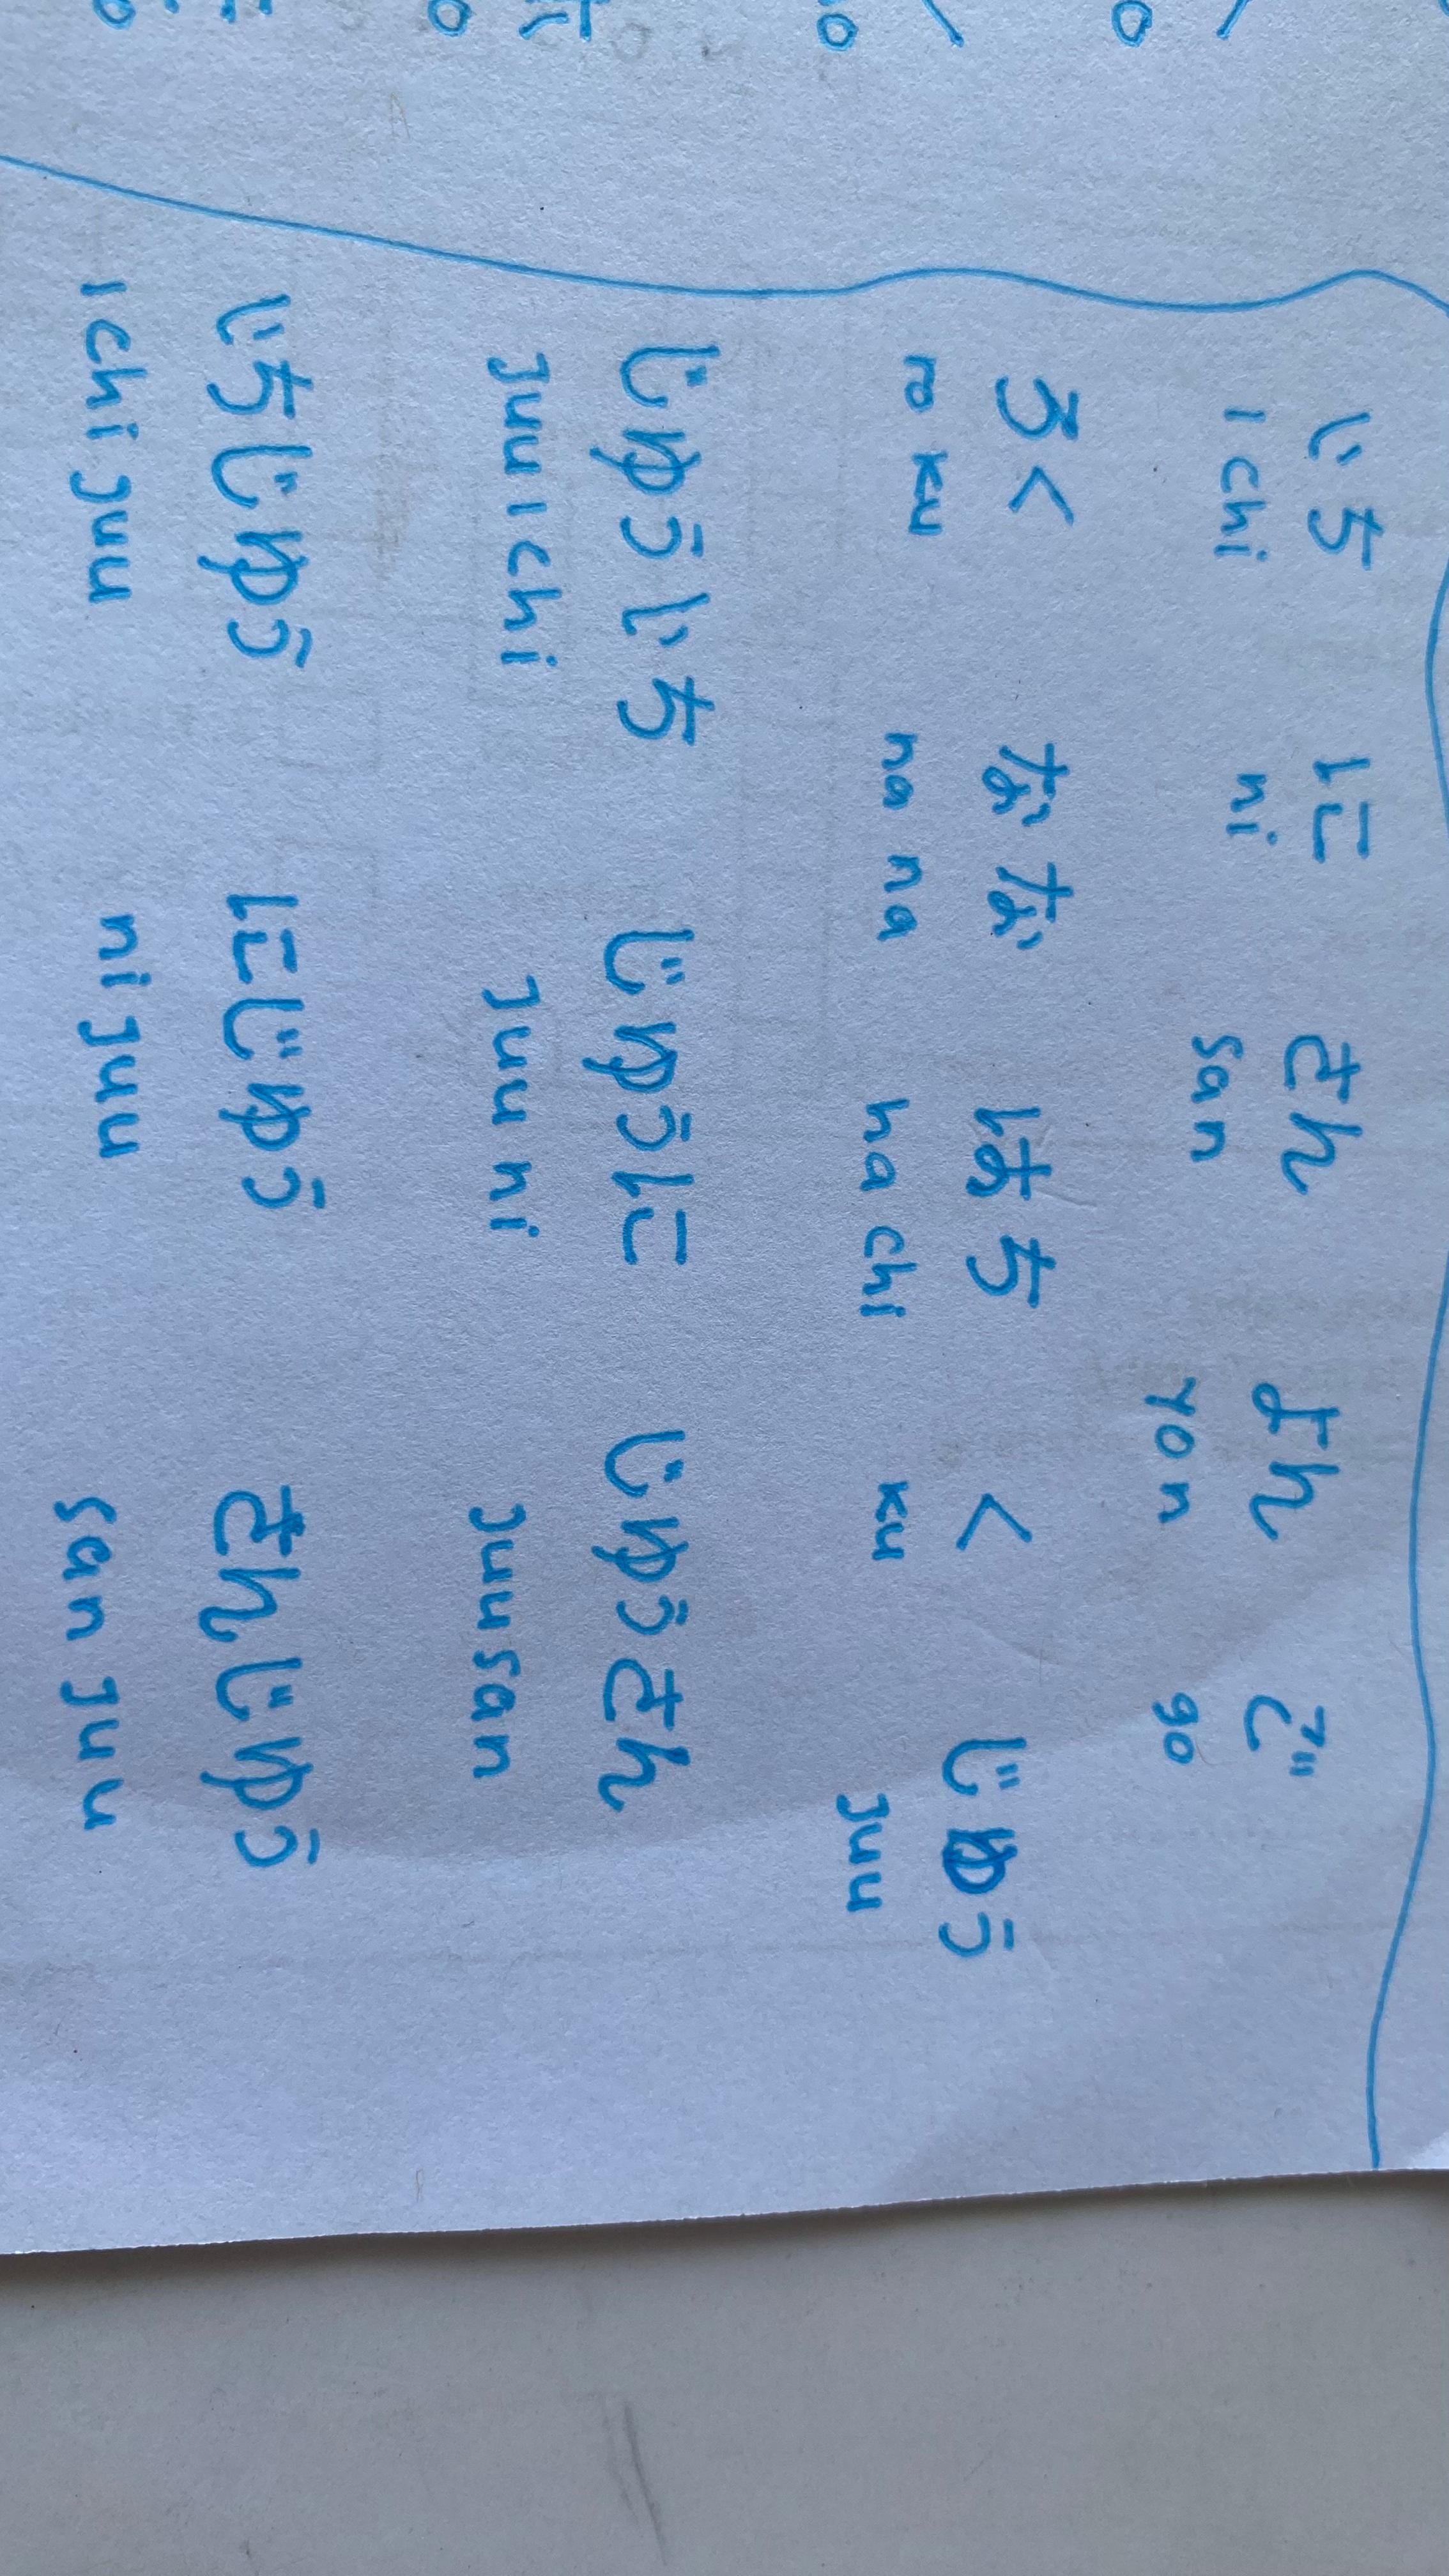 いち に さん よん ご
ichi ni san yon go
ろく なな はち く じゅう
roku nana hachi ku juu
じゅういち じゅうに じゅうさん
juuichi juuni juusan
いちじゅう にじゅう さんじゅう
ichijuu nijuu sanjuu